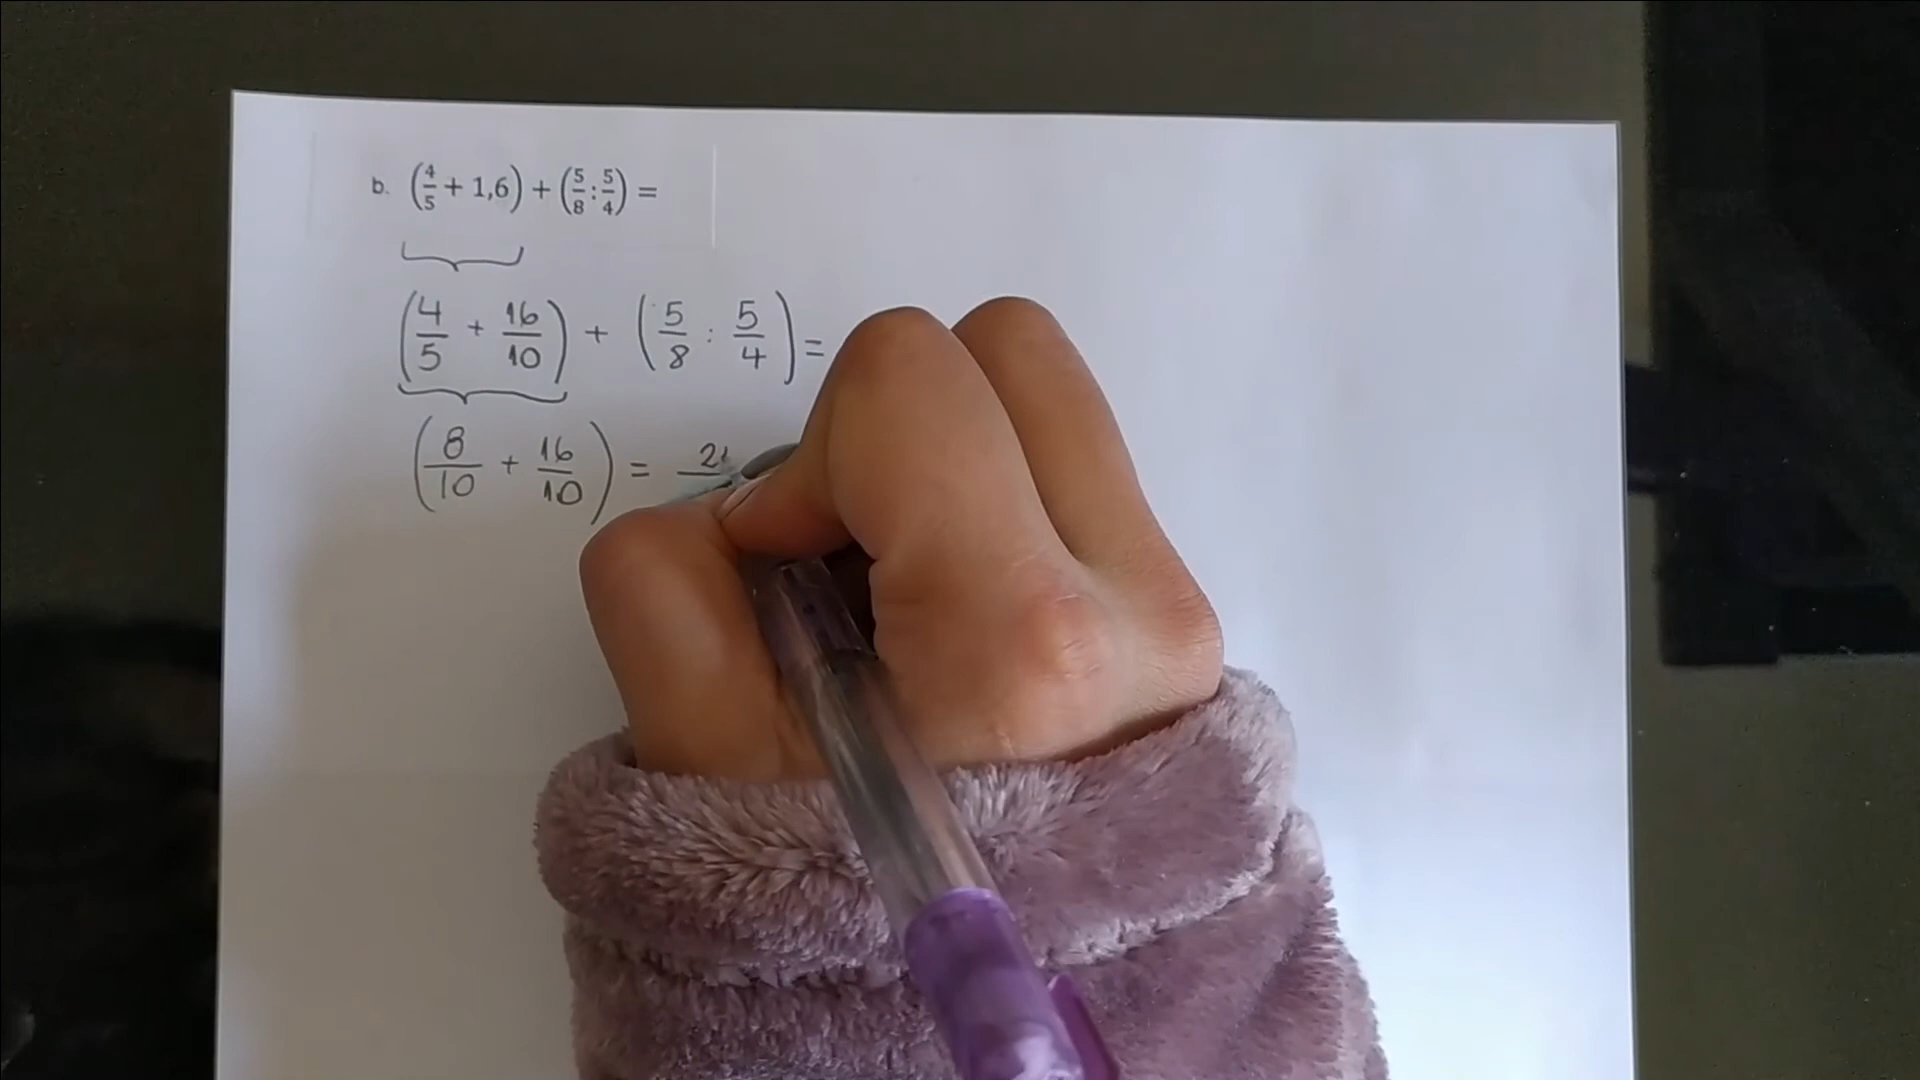 b. (4/5 + 1,6) + (5/8 : 5/4) =
(4/5 + 16/10) + (5/8 : 5/4) =
(8/10 + 16/10) = 2